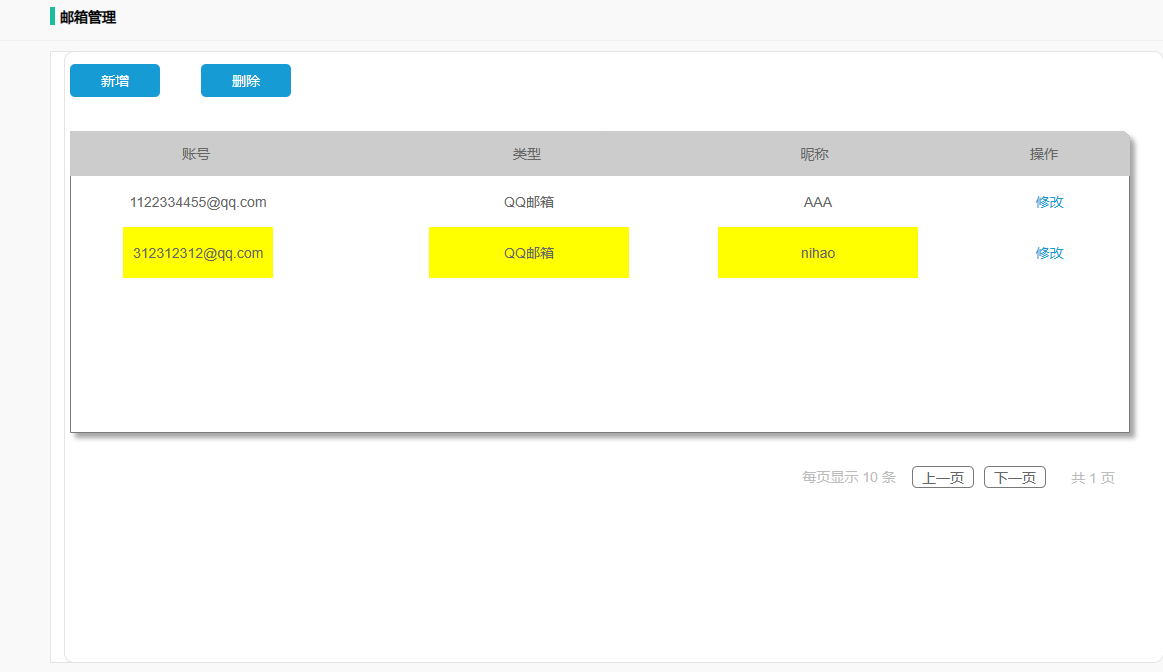 邮箱管理
新增 删除
账号 类型 昵称 操作
1122334455@qq.com QQ邮箱 AAA 修改
312312312@qq.com QQ邮箱 nihao 修改
每页显示 10 条 上一页 下一页 共 1 页